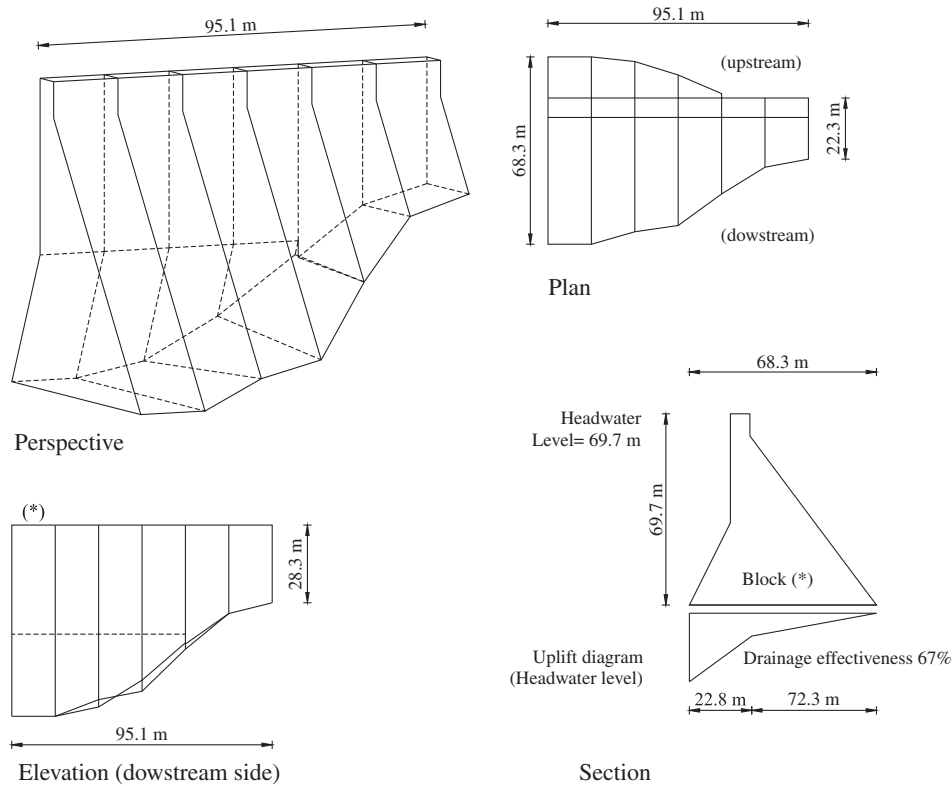 95.1 m
Perspective
95.1 m
(upstream)
68.3 m
22.3 m
(dowstream)
Plan
(*)
28.3 m
95.1 m
Elevation (dowstream side)
68.3 m
Headwater
Level= 69.7 m
69.7 m
Block (*)
Uplift diagram
(Headwater level)
Drainage effectiveness 67%
22.8 m
72.3 m
Section